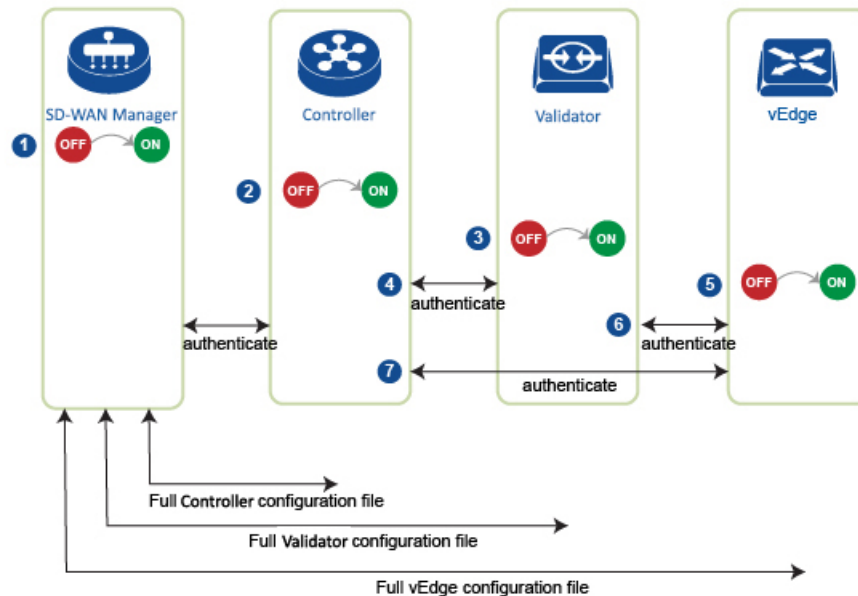 SD-WAN Manager
Controller
Validator
vEdge
1
OFF
ON
2
OFF
ON
3
OFF
ON
4
authenticate
5
OFF
ON
authenticate
6
authenticate
7
authenticate
Full Controller configuration file
Full Validator configuration file
Full vEdge configuration file